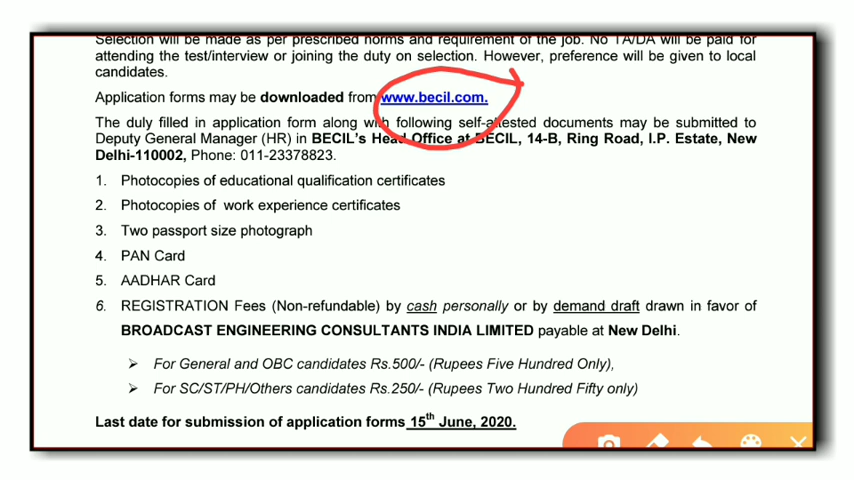 Selection will be made as per prescribed norms and requirement of the job. No TA/DA will be paid for
attending the test/interview or joining the duty on selection. However, preference will be given to local
candidates.
Application forms may be downloaded from www.becil.com.
The duly filled in application form along with following self-attested documents may be submitted to
Deputy General Manager (HR) in BECIL's Head Office at BECIL, 14-B, Ring Road, I.P. Estate, New
Delhi-110002, Phone: 011-23378823.
1. Photocopies of educational qualification certificates
2. Photocopies of work experience certificates
3. Two passport size photograph
4. PAN Card
5. AADHAR Card
6. REGISTRATION Fees (Non-refundable) by cash personally or by demand draft drawn in favor of
BROADCAST ENGINEERING CONSULTANTS INDIA LIMITED payable at New Delhi.
➢ For General and OBC candidates Rs.500/- (Rupees Five Hundred Only),
➢ For SC/ST/PH/Others candidates Rs.250/- (Rupees Two Hundred Fifty only)
Last date for submission of application forms 15th June, 2020.